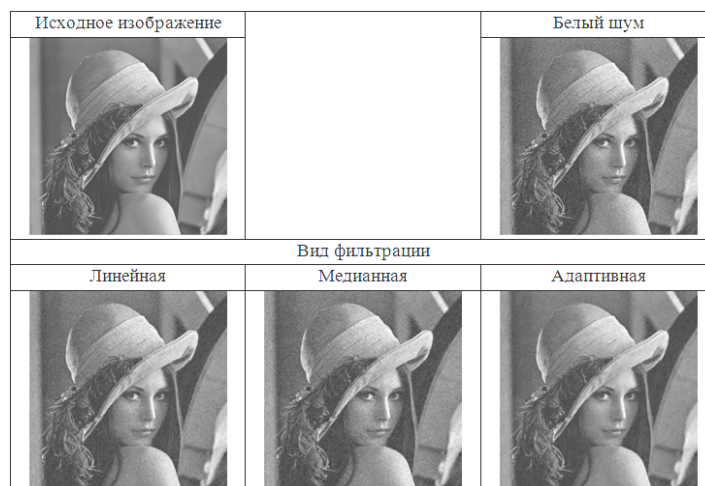 Исходное изображение
Белый шум
Вид фильтрации
Линейная
Медианная
Адаптивная